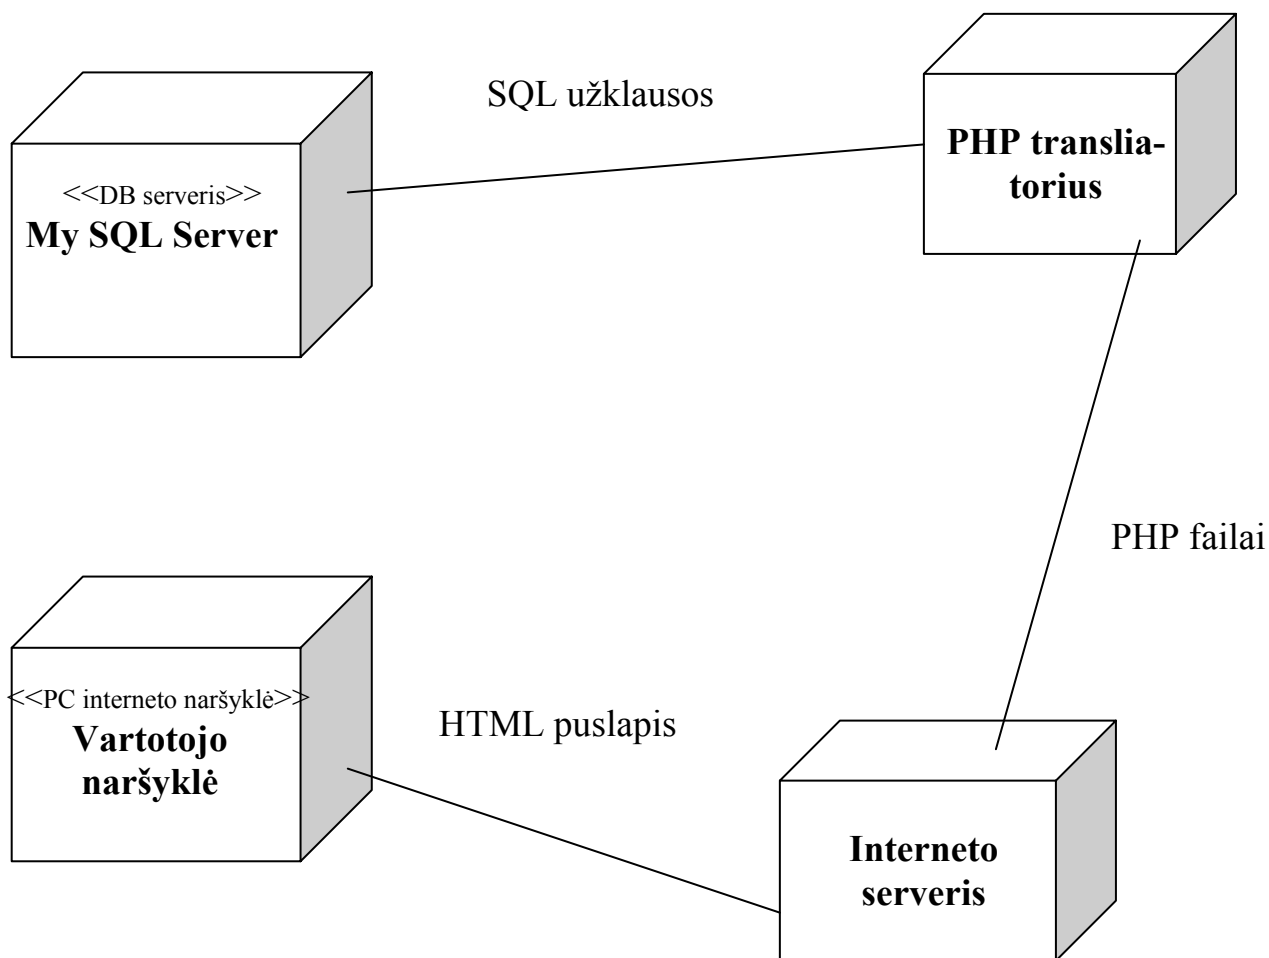 SQL užklausos
PHP translia-
torius
<<DB serveris>>
My SQL Server
PHP failai
<<PC interneto naršyklė>>
Vartotojo
naršyklė
HTML puslapis
Interneto
serveris